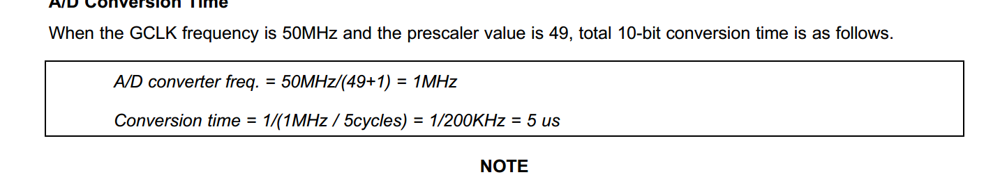 A/D Conversion Time
When the GCLK frequency is 50MHz and the prescaler value is 49, total 10-bit conversion time is as follows.
A/D converter freq. = 50MHz/(49+1) = 1MHz
Conversion time = 1/(1MHz / 5cycles) = 1/200KHz = 5 us
NOTE